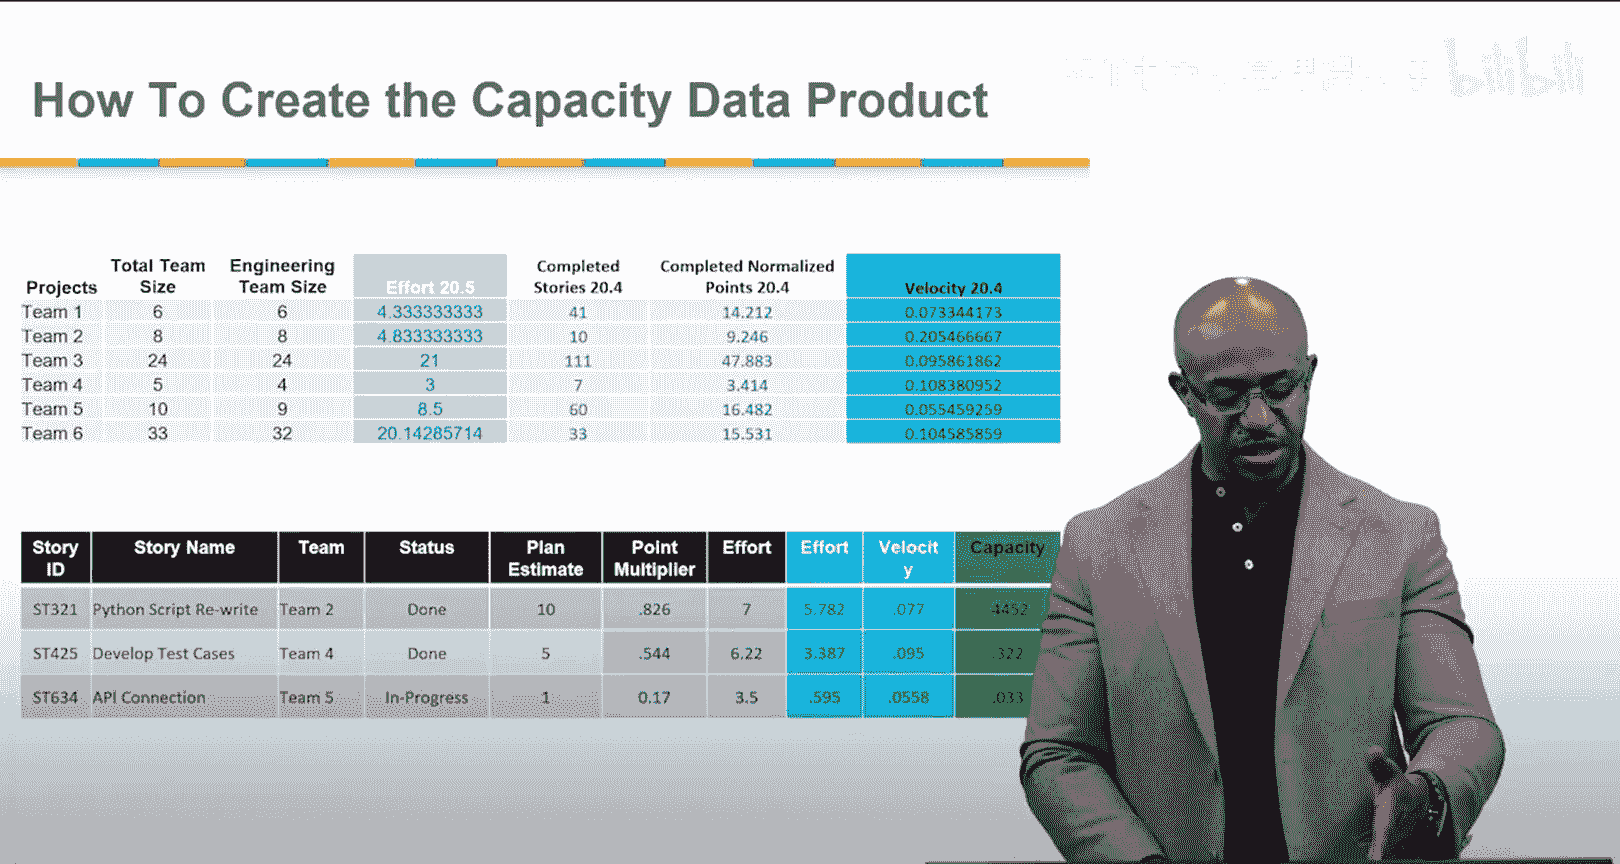 bilibili
How To Create the Capacity Data Product
Projects Total Team Size Engineering Team Size Effort 20.5 Completed Stories 20.4 Completed Normalized Points 20.4 Velocity 20.4
Team 1 6 6 4.333333333 41 14.212 0.073344173
Team 2 8 8 4.833333333 10 9.246 0.205466667
Team 3 24 24 21 111 47.883 0.095861862
Team 4 5 4 3 7 3.414 0.108380952
Team 5 10 9 8.5 60 16.482 0.055459259
Team 6 33 32 20.14285714 33 15.531 0.104585859
Story ID Story Name Team Status Plan Estimate Point Multiplier Effort Effort Velocity Capacity
ST321 Python Script Re-write Team 2 Done 10 .826 7 5.782 .077 .4452
ST425 Develop Test Cases Team 4 Done 5 .544 6.22 3.387 .095 .322
ST634 API Connection Team 5 In-Progress 1 0.17 3.5 .595 .0558 .033